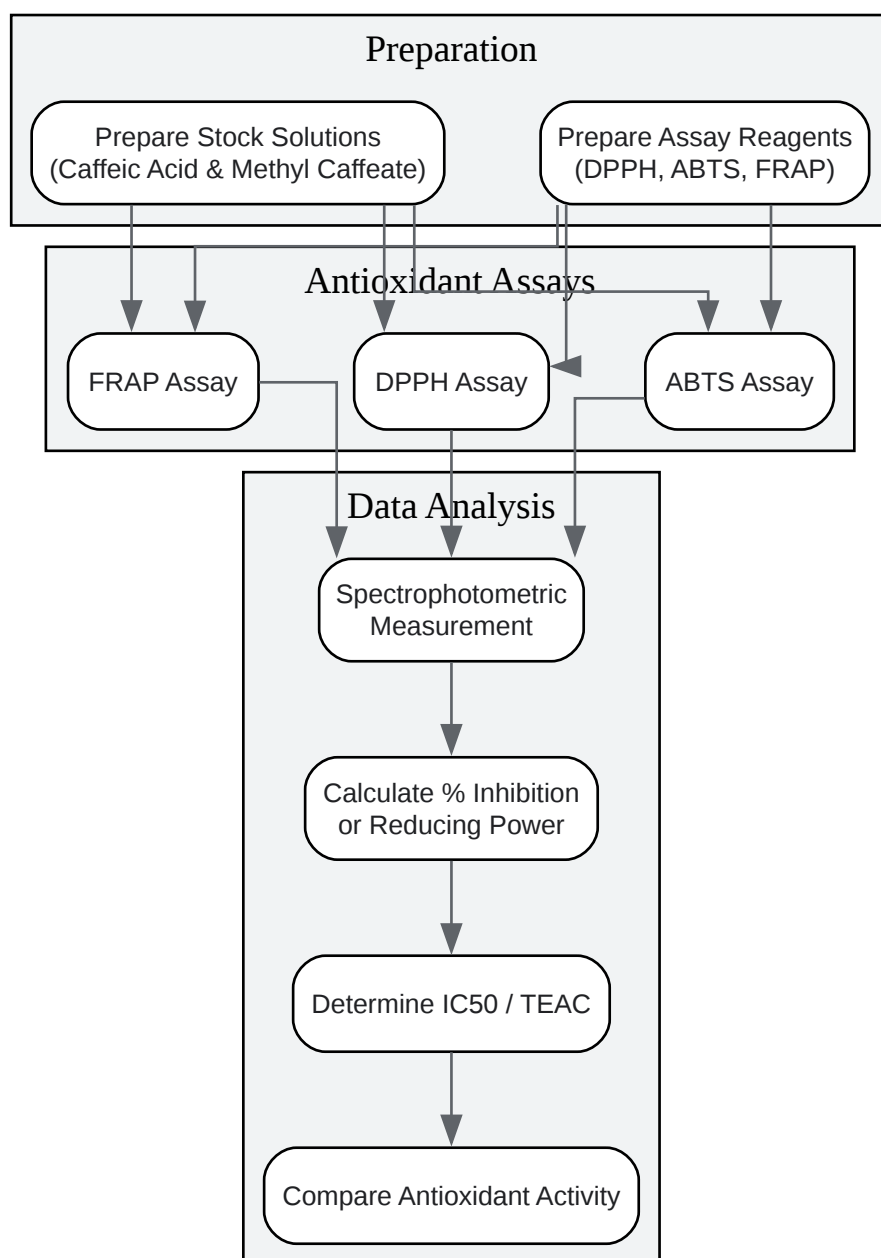 Preparation
Prepare Stock Solutions
(Caffeic Acid & Methyl Caffeate)
Prepare Assay Reagents
(DPPH, ABTS, FRAP)
Antioxidant Assays
FRAP Assay
DPPH Assay
ABTS Assay
Data Analysis
Spectrophotometric
Measurement
Calculate % Inhibition
or Reducing Power
Determine IC50 / TEAC
Compare Antioxidant Activity